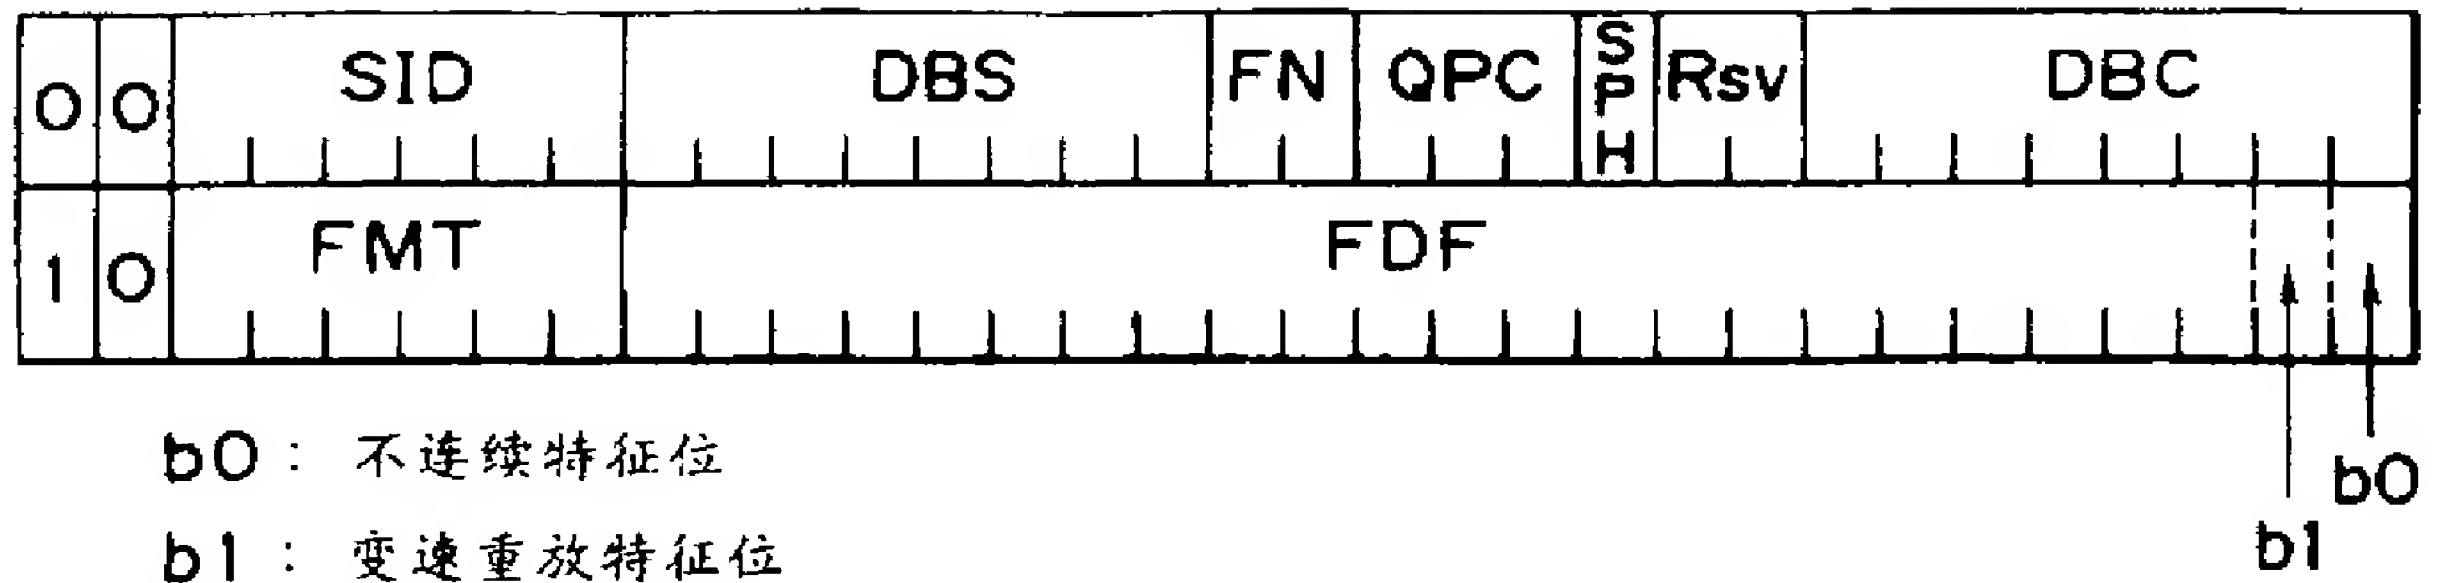 0 0 SID DBS FN QPC SPH Rsv DBC
1 0 FMT FDF
b0
b1
b0： 不连续特征位
b1： 变速重放特征位